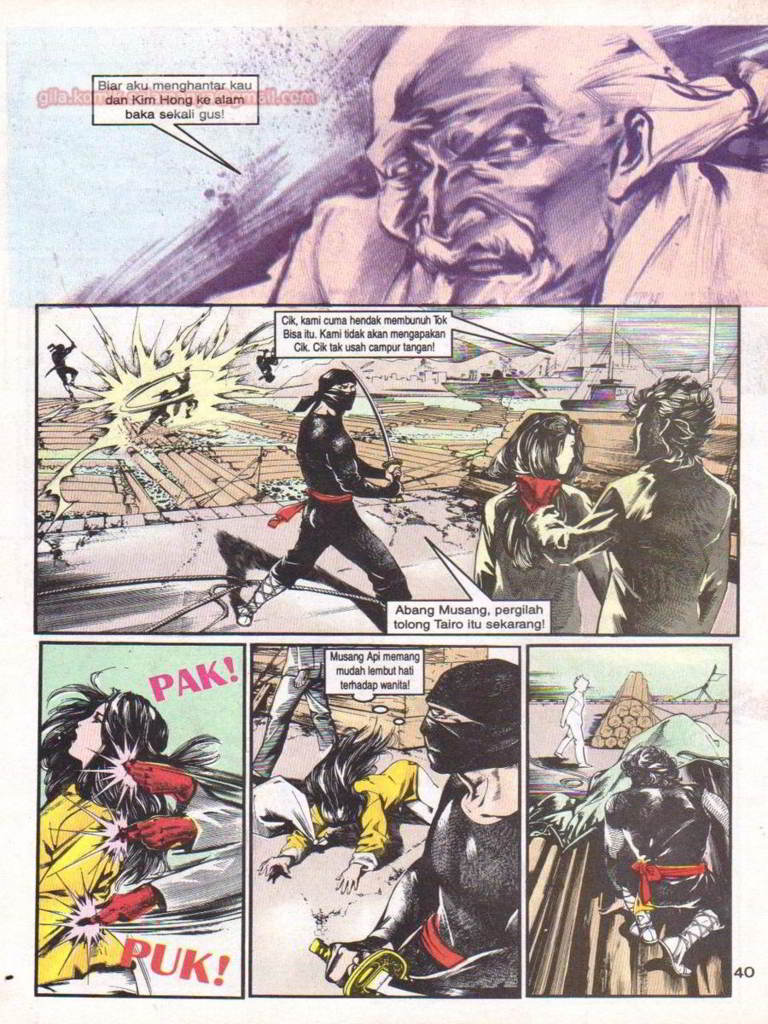 Biar aku menghantar kau
dan Kim Hong ke alam
baka sekali gus!
Cik, kami cuma hendak membunuh Tok
Bisa itu. Kami tidak akan mengapakan
Cik. Cik tak usah campur tangan!
Abang Musang, pergilah
tolong Tairo itu sekarang!
PAK!
PUK!
Musang Api memang
mudah lembut hati
terhadap wanita!
40